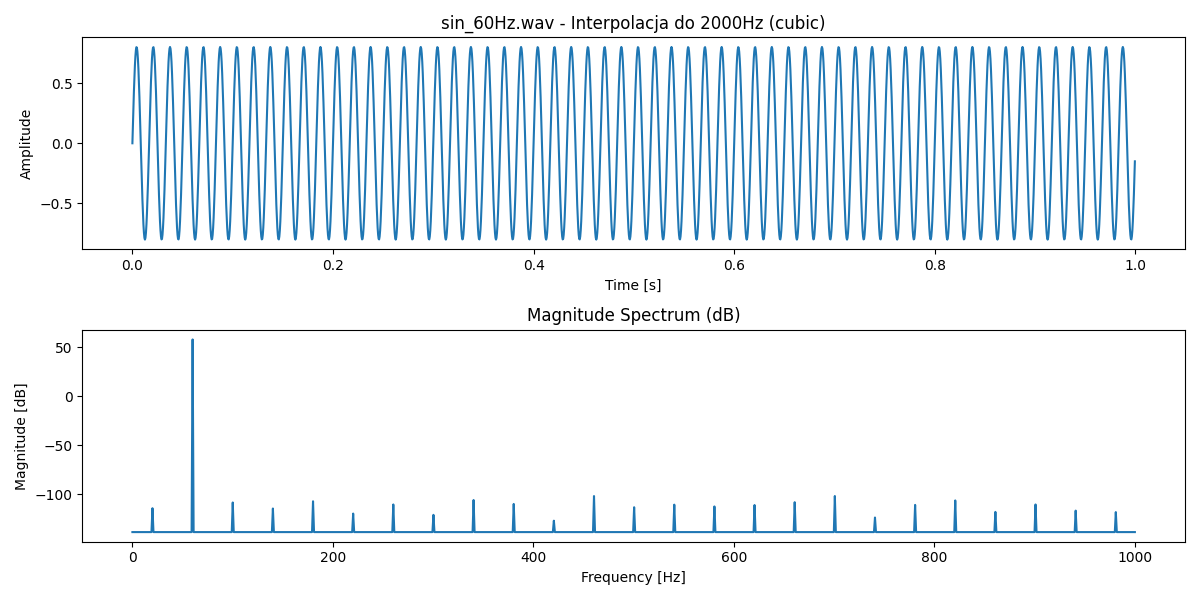 sin_60Hz.wav - Interpolacja do 2000Hz (cubic)
Amplitude
0.5
0.0
−0.5
0.0 0.2 0.4 0.6 0.8 1.0
Time [s]
Magnitude Spectrum (dB)
Magnitude [dB]
50
0
−50
−100
0 200 400 600 800 1000
Frequency [Hz]